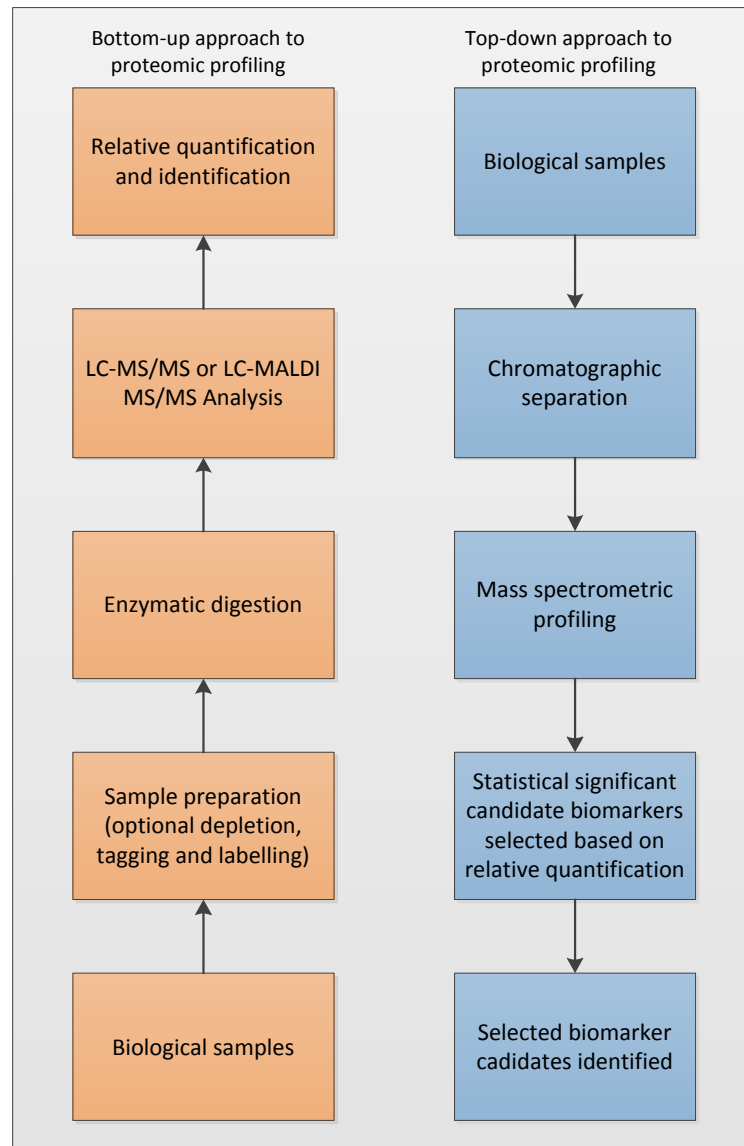 Bottom-up approach to
proteomic profiling
Relative quantification
and identification
LC-MS/MS or LC-MALDI
MS/MS Analysis
Enzymatic digestion
Sample preparation
(optional depletion,
tagging and labelling)
Biological samples
Top-down approach to
proteomic profiling
Biological samples
Chromatographic
separation
Mass spectrometric
profiling
Statistical significant
candidate biomarkers
selected based on
relative quantification
Selected biomarker
cadidates identified